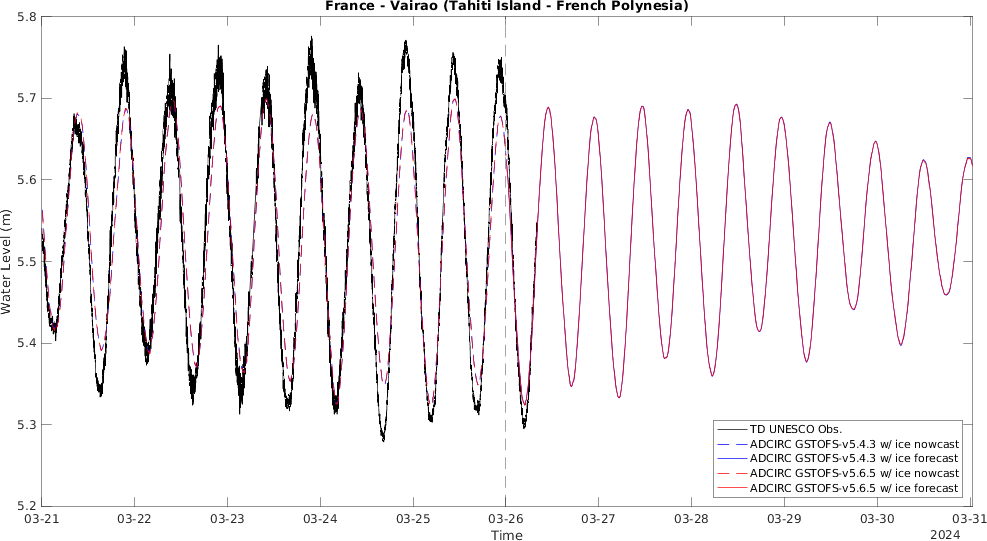 France - Vairao (Tahiti Island - French Polynesia)
5.8
5.7
5.6
5.5
5.4
5.3
5.2
Water Level (m)
TD UNESCO Obs.
ADCIRC GSTOFS-v5.4.3 w/ ice nowcast
ADCIRC GSTOFS-v5.4.3 w/ ice forecast
ADCIRC GSTOFS-v5.6.5 w/ ice nowcast
ADCIRC GSTOFS-v5.6.5 w/ ice forecast
03-21 03-22 03-23 03-24 03-25 03-26 03-27 03-28 03-29 03-30 03-31
Time 2024